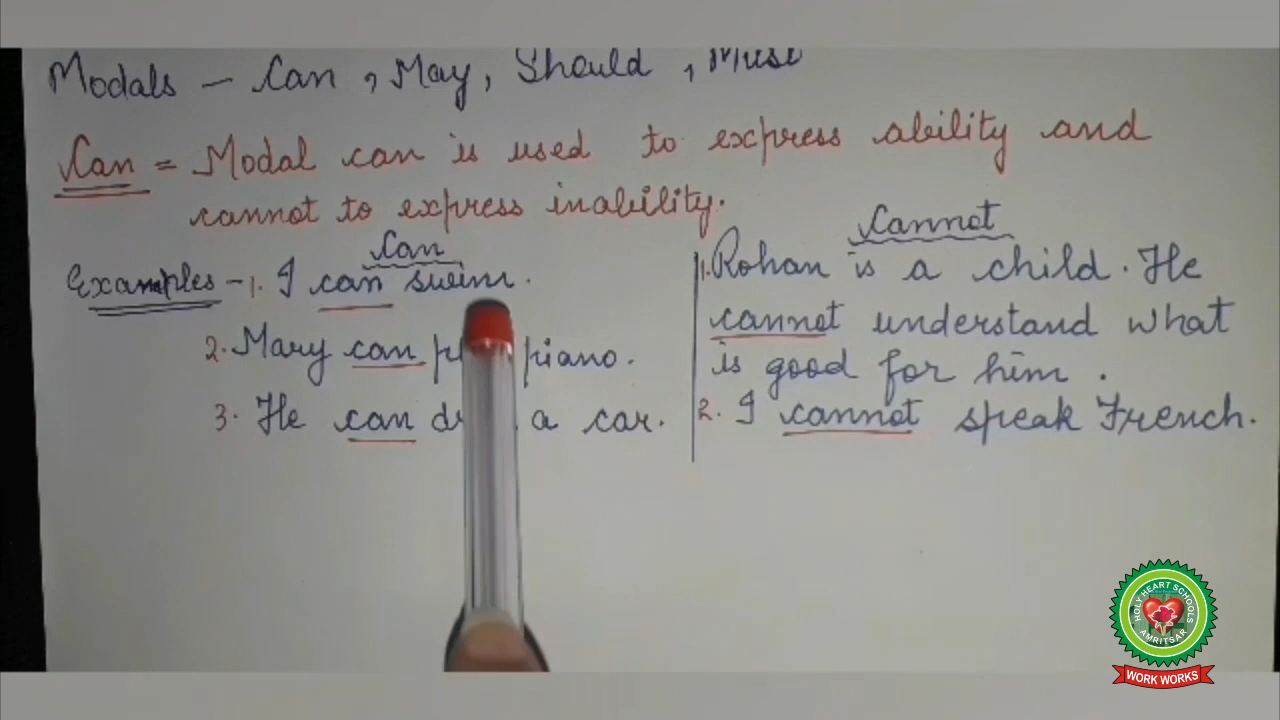 Modals – Can, May, Should, Must
Can = Modal can is used to express ability and
cannot to express inability.
Can
Examples – 1. I can swim.
2. Mary can piano.
3. He can a car.
Cannot
1. Rohan is a child. He
cannot understand what
is good for him.
2. I cannot speak French.
HOLY HEART SCHOOLS
AMRITSAR
WORK WORKS